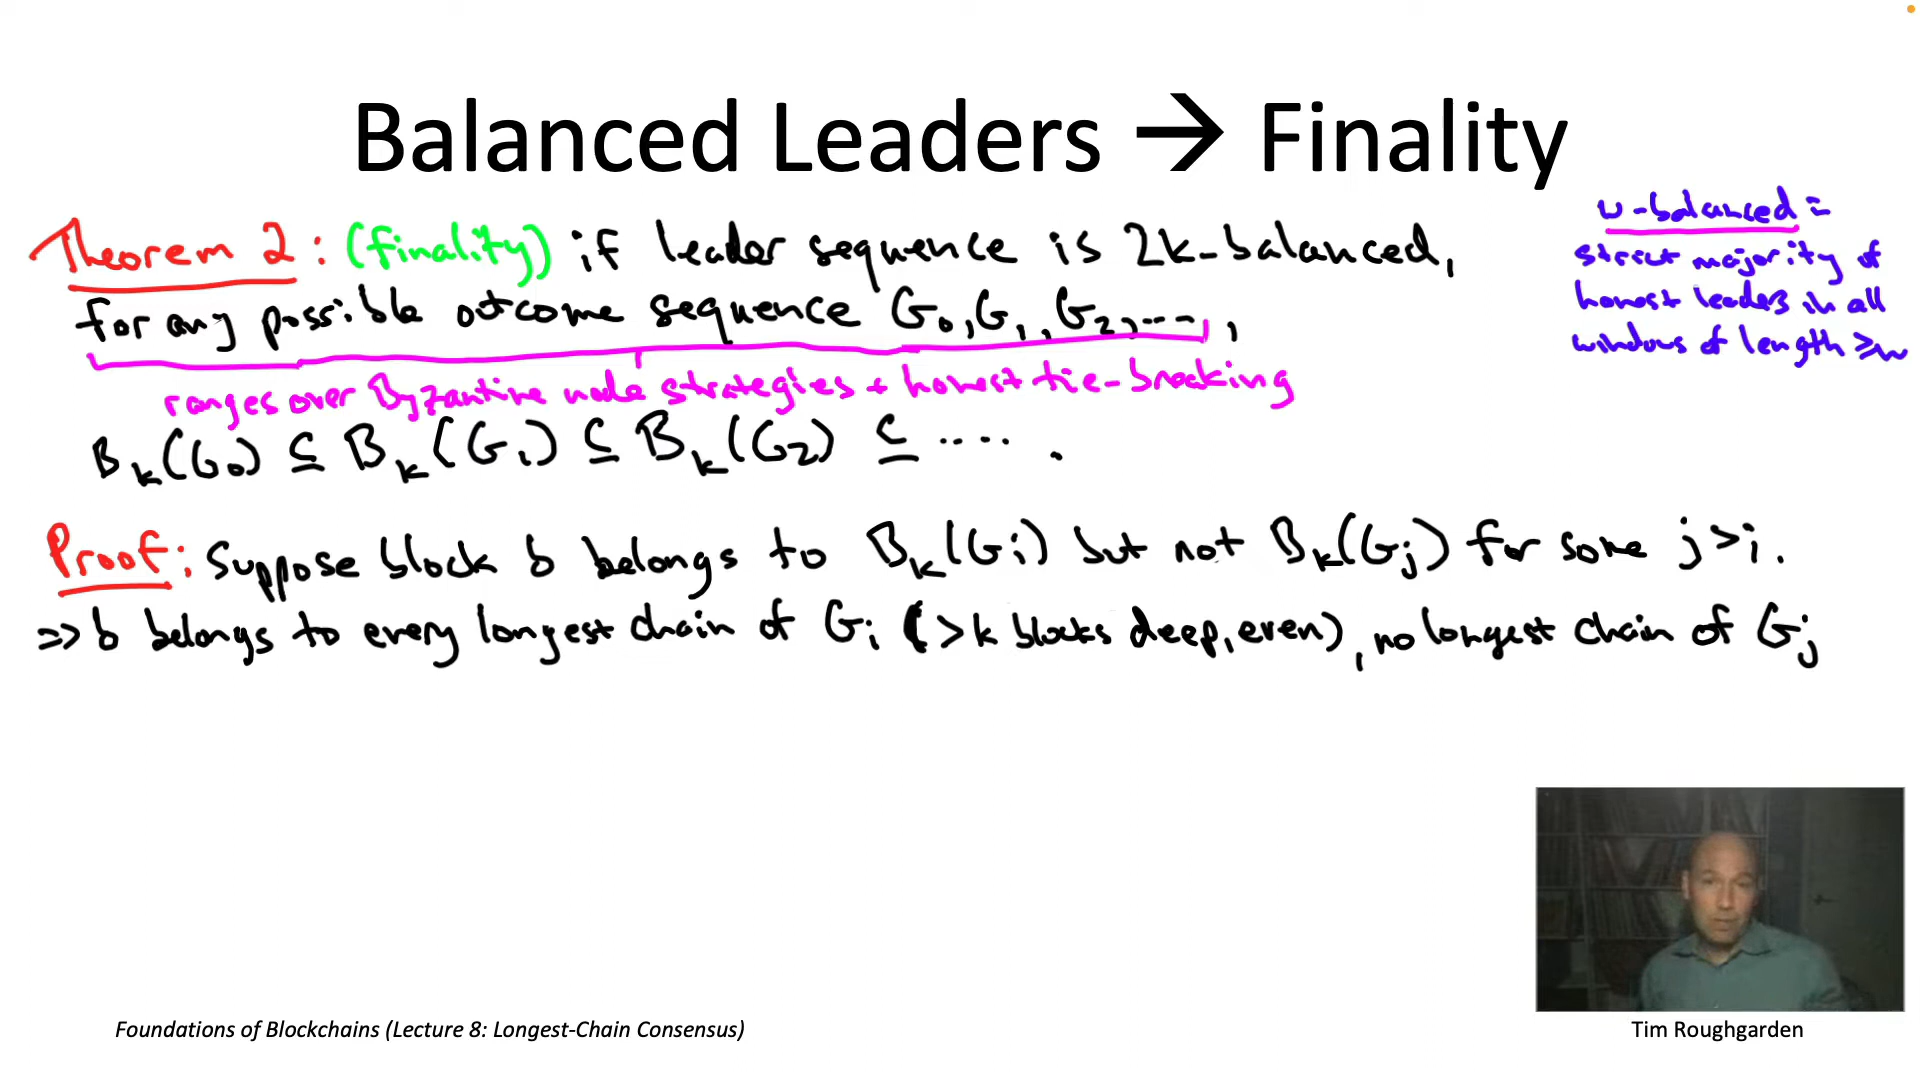 Balanced Leaders → Finality
w-balanced =
strict majority of
honest leaders in all
windows of length ≥w
Theorem 2: (finality) if leader sequence is 2k-balanced,
for any possible outcome sequence G₀,G₁,G₂,...,
ranges over Byzantine node strategies + honest tie-breaking
Bₖ(G₀) ⊆ Bₖ(G₁) ⊆ Bₖ(G₂) ⊆ .... .
Proof: Suppose block b belongs to Bₖ(Gᵢ) but not Bₖ(Gⱼ) for some j>i.
=> b belongs to every longest chain of Gᵢ (>k blocks deep, even), no longest chain of Gⱼ
Foundations of Blockchains (Lecture 8: Longest-Chain Consensus)
Tim Roughgarden